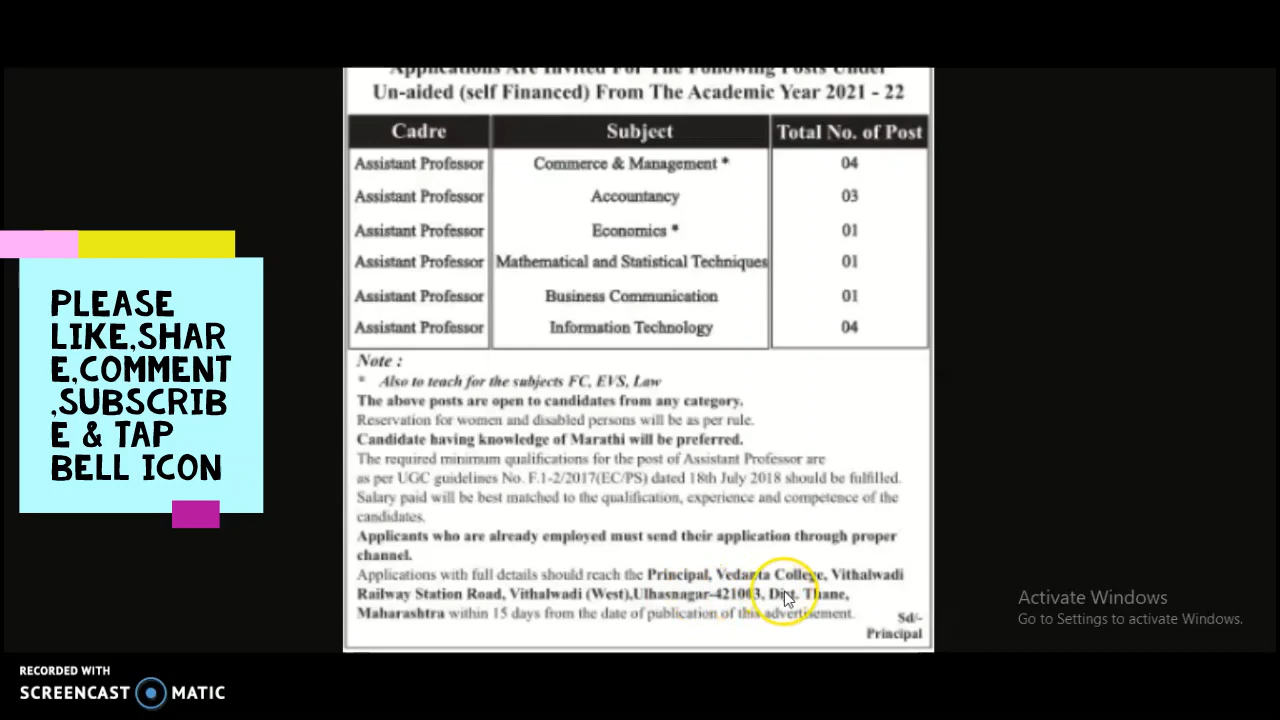 Applications Are Invited For The Following Posts Under
Un-aided (self Financed) From The Academic Year 2021 - 22
Cadre Subject Total No. of Post
Assistant Professor Commerce & Management * 04
Assistant Professor Accountancy 03
Assistant Professor Economics * 01
Assistant Professor Mathematical and Statistical Techniques 01
Assistant Professor Business Communication 01
Assistant Professor Information Technology 04
Note :
* Also to teach for the subjects FC, EVS, Law
The above posts are open to candidates from any category.
Reservation for women and disabled persons will be as per rule.
Candidate having knowledge of Marathi will be preferred.
The required minimum qualifications for the post of Assistant Professor are
as per UGC guidelines No. F.1-2/2017(EC/PS) dated 18th July 2018 should be fulfilled.
Salary paid will be best matched to the qualification, experience and competence of the
candidates.
Applicants who are already employed must send their application through proper
channel.
Applications with full details should reach the Principal, Vedanta College, Vithalwadi
Railway Station Road, Vithalwadi (West),Ulhasnagar-421003, Dist. Thane,
Maharashtra within 15 days from the date of publication of this advertisement.
Sd/-
Principal
PLEASE
LIKE,SHAR
E,COMMENT
,SUBSCRIB
E & TAP
BELL ICON
Activate Windows
Go to Settings to activate Windows.
RECORDED WITH
SCREENCAST MATIC